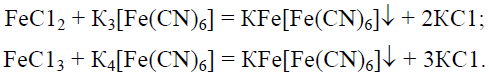 FeC1₂ + K₃[Fe(CN)₆] = KFe[Fe(CN)₆]↓ + 2KC1;
FeC1₃ + K₄[Fe(CN)₆] = KFe[Fe(CN)₆]↓ + 3KC1.